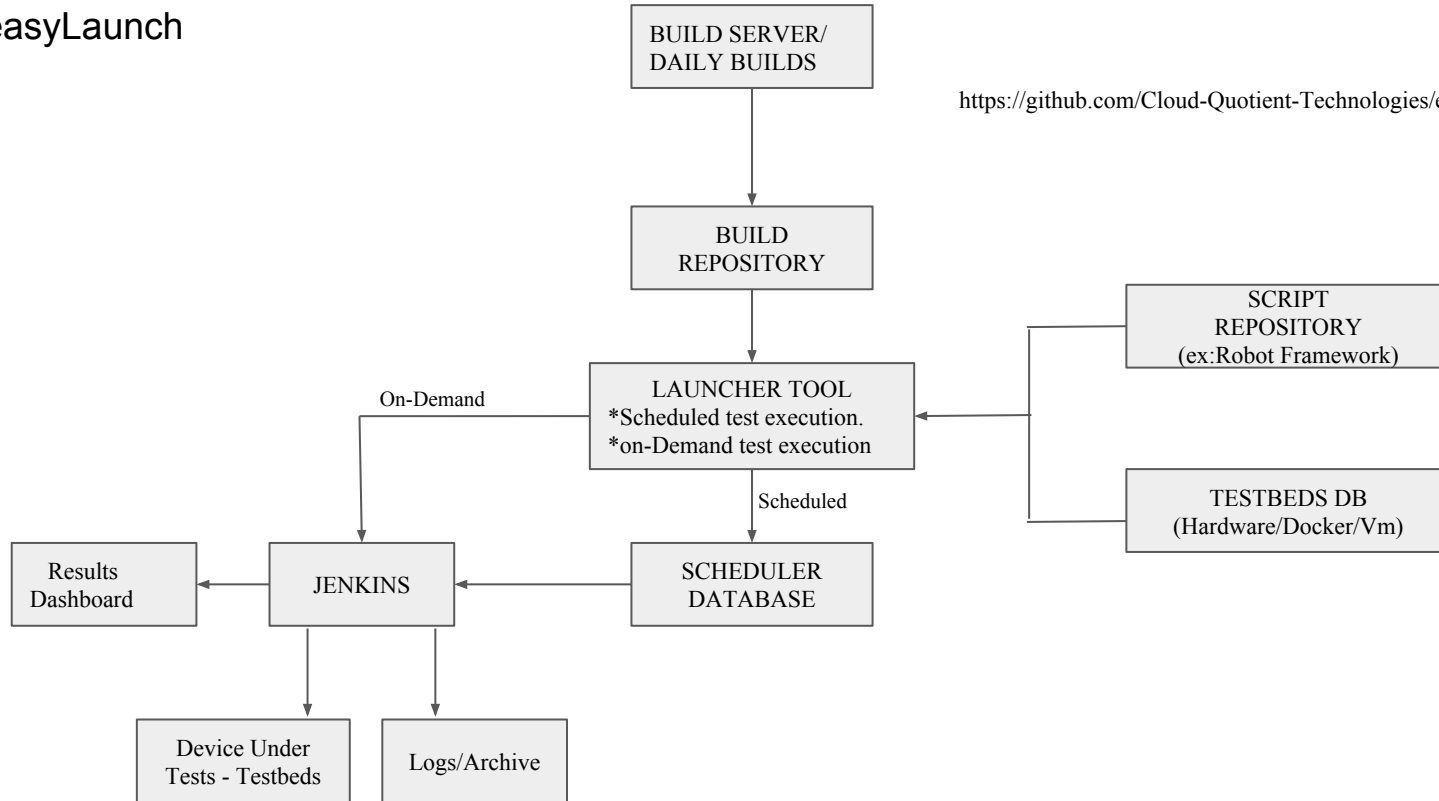 easyLaunch
BUILD SERVER/
DAILY BUILDS
https://github.com/Cloud-Quotient-Technologies/e
BUILD
REPOSITORY
SCRIPT
REPOSITORY
(ex:Robot Framework)
LAUNCHER TOOL
*Scheduled test execution.
*on-Demand test execution
On-Demand
Scheduled
TESTBEDS DB
(Hardware/Docker/Vm)
Results
Dashboard
JENKINS
SCHEDULER
DATABASE
Device Under
Tests - Testbeds
Logs/Archive